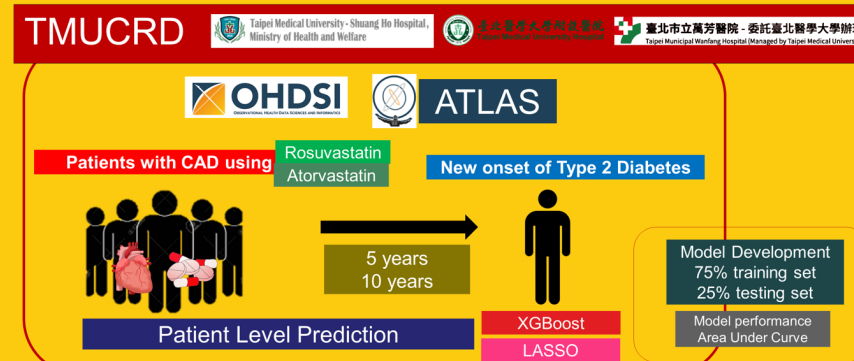 TMUCRD
Taipei Medical University - Shuang Ho Hospital,
Ministry of Health and Welfare
臺北醫學大學附設醫院
Taipei Medical University Hospital
臺北市立萬芳醫院 - 委託臺北醫學大學辦
Taipei Municipal Wanfang Hospital (Managed by Taipei Medical Univers
OHDSI
OBSERVATIONAL HEALTH DATA SCIENCES AND INFORMATICS
ATLAS
Patients with CAD using
Rosuvastatin
Atorvastatin
New onset of Type 2 Diabetes
5 years
10 years
Model Development
75% training set
25% testing set
Patient Level Prediction
XGBoost
LASSO
Model performance
Area Under Curve